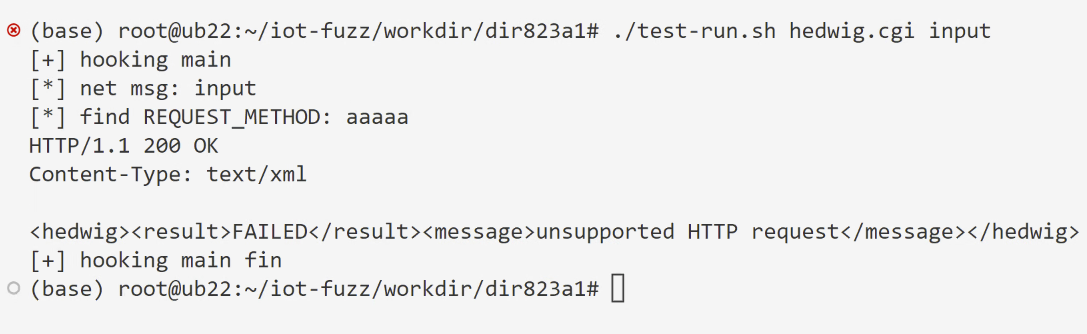 (base) root@ub22:~/iot-fuzz/workdir/dir823a1# ./test-run.sh hedwig.cgi input
[+] hooking main
[*] net msg: input
[*] find REQUEST_METHOD: aaaaa
HTTP/1.1 200 OK
Content-Type: text/xml

<hedwig><result>FAILED</result><message>unsupported HTTP request</message></hedwig>
[+] hooking main fin
(base) root@ub22:~/iot-fuzz/workdir/dir823a1#